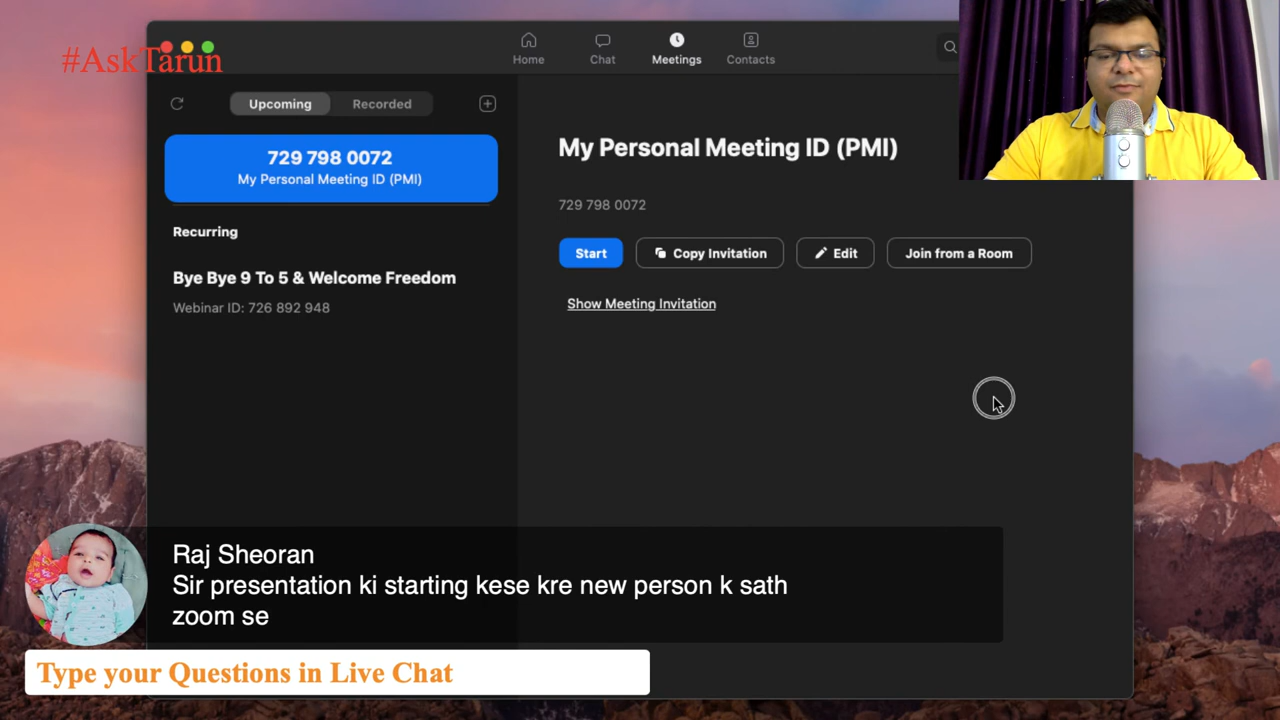 #AskTarun
Home
Chat
Meetings
Contacts
Upcoming
Recorded
729 798 0072
My Personal Meeting ID (PMI)
Recurring
Bye Bye 9 To 5 & Welcome Freedom
Webinar ID: 726 892 948
My Personal Meeting ID (PMI)
729 798 0072
Start
Copy Invitation
Edit
Join from a Room
Show Meeting Invitation
Raj Sheoran
Sir presentation ki starting kese kre new person k sath
zoom se
Type your Questions in Live Chat